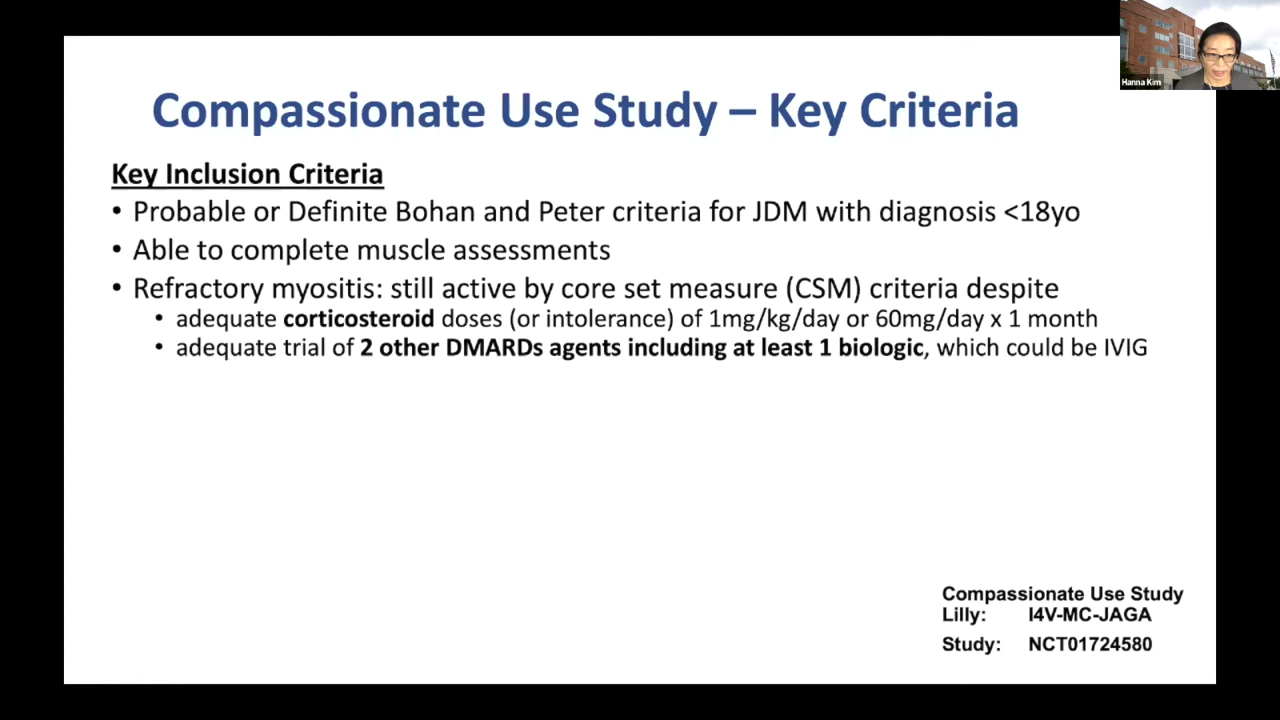 Hanna Kim
Compassionate Use Study – Key Criteria
Key Inclusion Criteria
• Probable or Definite Bohan and Peter criteria for JDM with diagnosis <18yo
• Able to complete muscle assessments
• Refractory myositis: still active by core set measure (CSM) criteria despite
• adequate corticosteroid doses (or intolerance) of 1mg/kg/day or 60mg/day x 1 month
• adequate trial of 2 other DMARDs agents including at least 1 biologic, which could be IVIG
Compassionate Use Study
Lilly: I4V-MC-JAGA
Study: NCT01724580